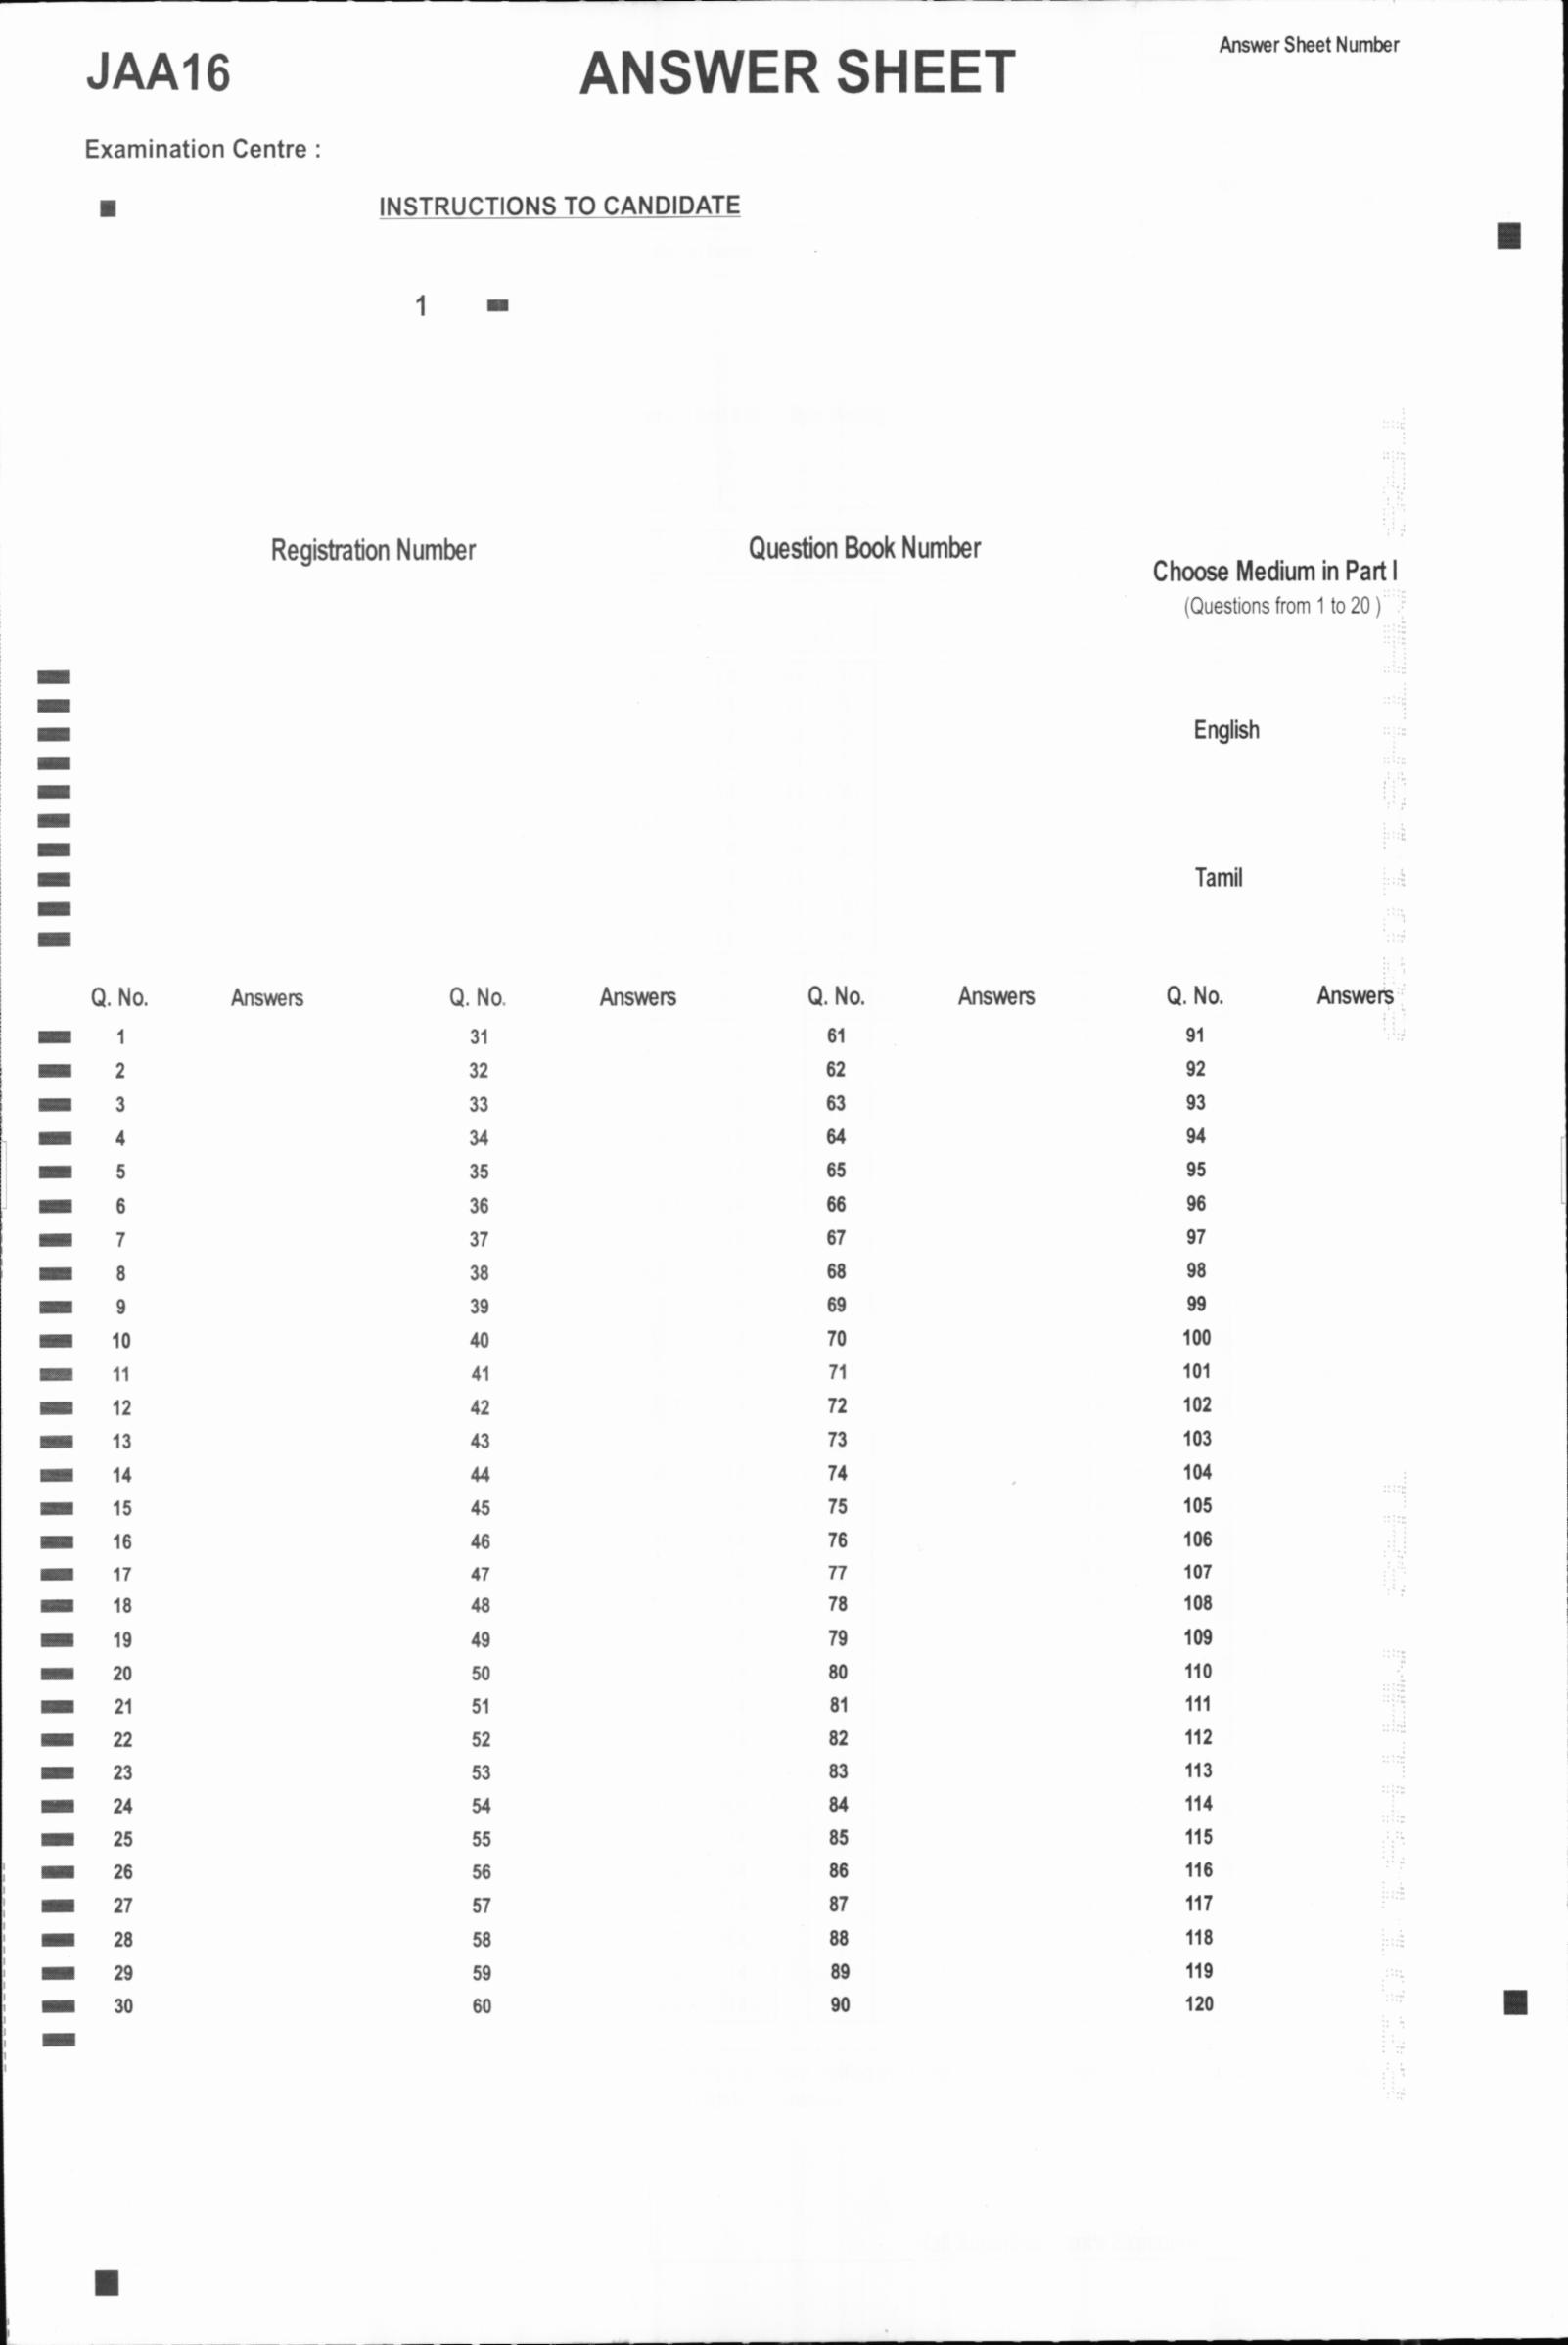 JAA16
ANSWER SHEET
Answer Sheet Number
Examination Centre :
INSTRUCTIONS TO CANDIDATE
1
Registration Number
Question Book Number
Choose Medium in Part I
(Questions from 1 to 20 )
English
Tamil
Q. No. Answers Q. No. Answers Q. No. Answers Q. No. Answers
1 31 61 91
2 32 62 92
3 33 63 93
4 34 64 94
5 35 65 95
6 36 66 96
7 37 67 97
8 38 68 98
9 39 69 99
10 40 70 100
11 41 71 101
12 42 72 102
13 43 73 103
14 44 74 104
15 45 75 105
16 46 76 106
17 47 77 107
18 48 78 108
19 49 79 109
20 50 80 110
21 51 81 111
22 52 82 112
23 53 83 113
24 54 84 114
25 55 85 115
26 56 86 116
27 57 87 117
28 58 88 118
29 59 89 119
30 60 90 120